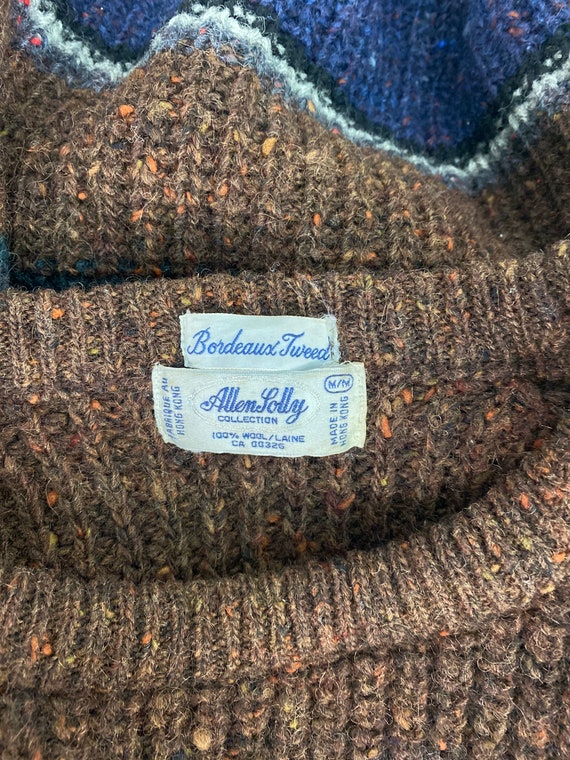 Bordeaux Tweed
Allen Solly
COLLECTION
100% WOOL/LAINE
CA 00326
FABRIQUE AU
HONG KONG
M/M
MADE IN
HONG KONG